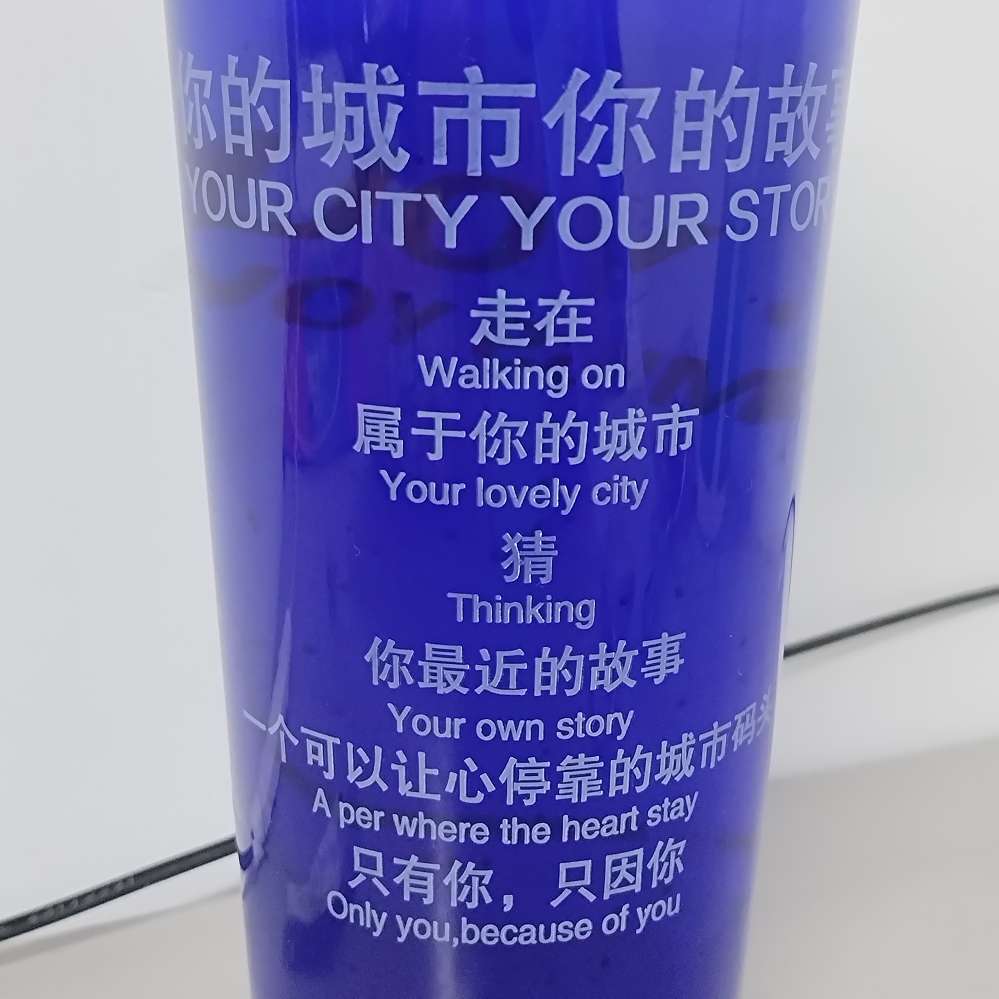 你的城市你的故事
YOUR CITY YOUR STORY
走在
Walking on
属于你的城市
Your lovely city
猜
Thinking
你最近的故事
Your own story
一个可以让心停靠的城市码头
A per where the heart stay
只有你，只因你
Only you,because of you